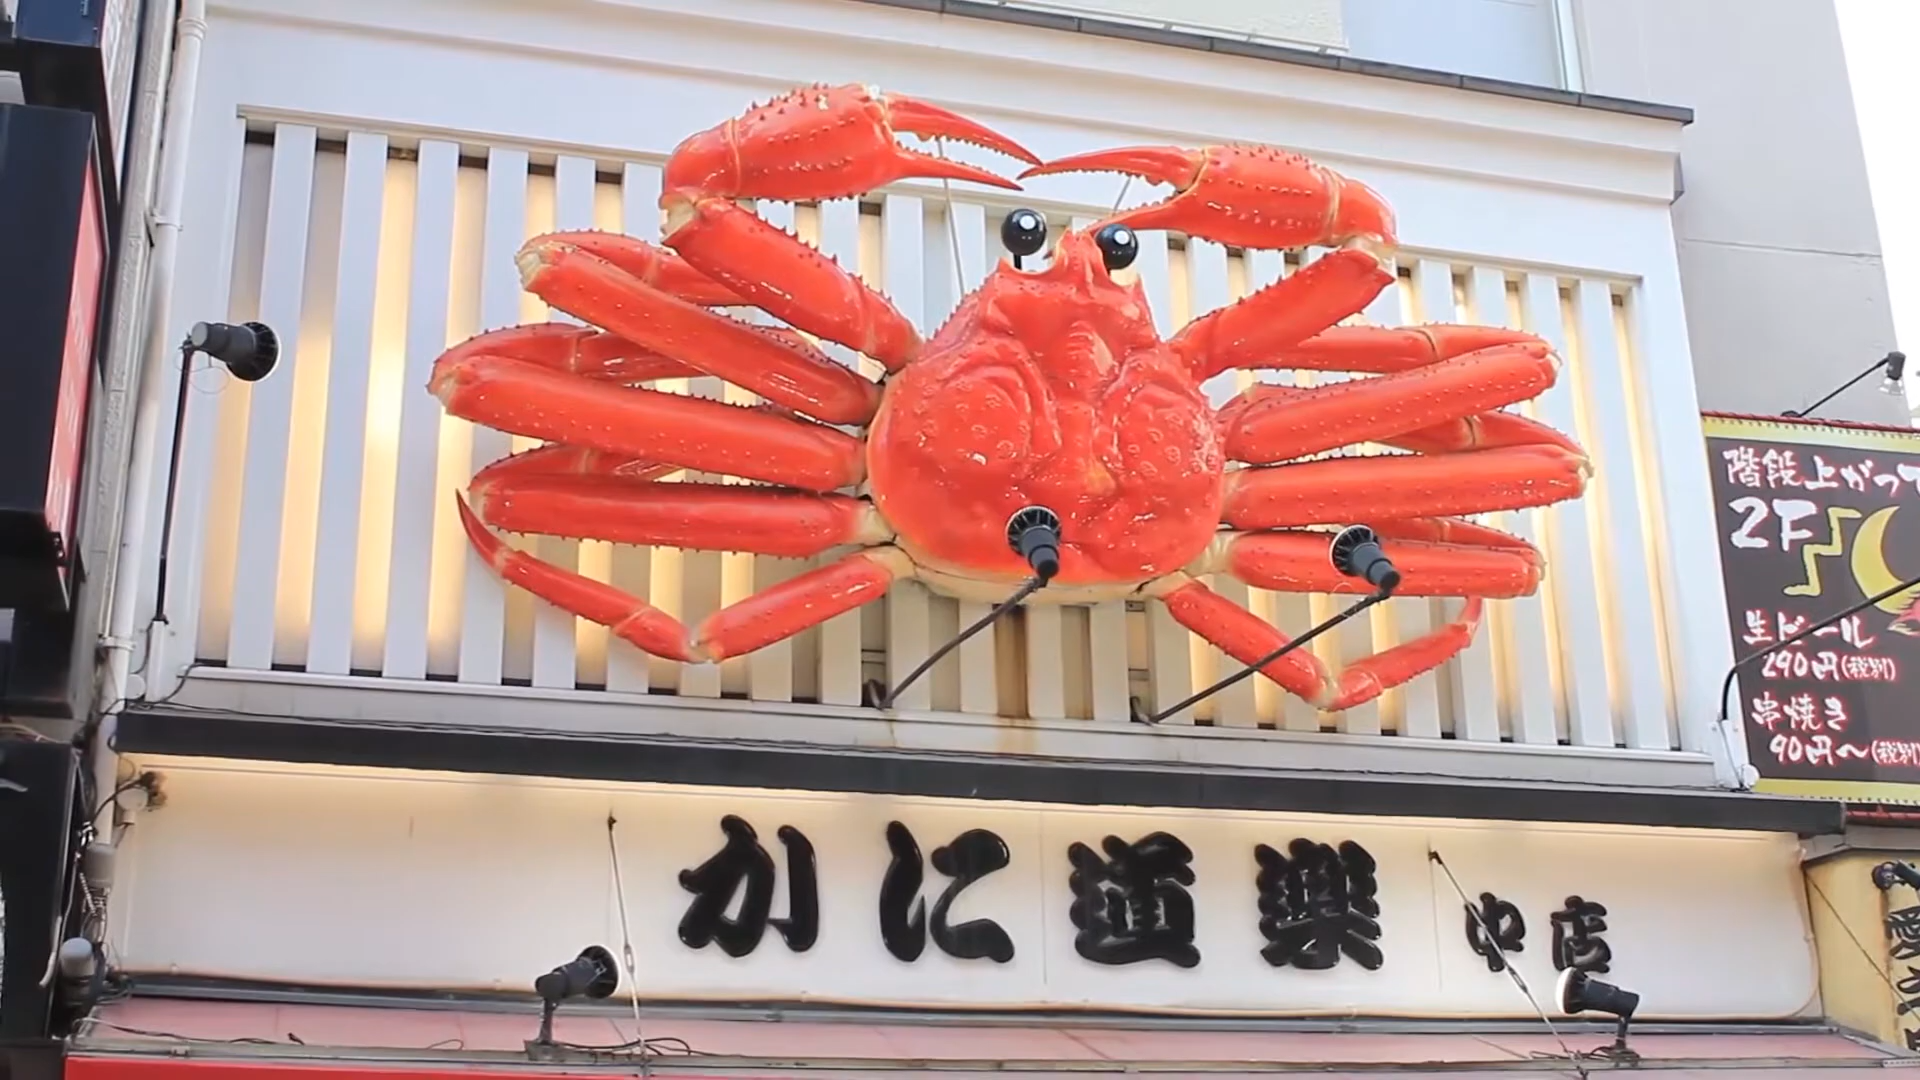 かに道樂 中店
階段上がって
2F
生ビール
290円(税別)
串焼き
90円〜(税別)